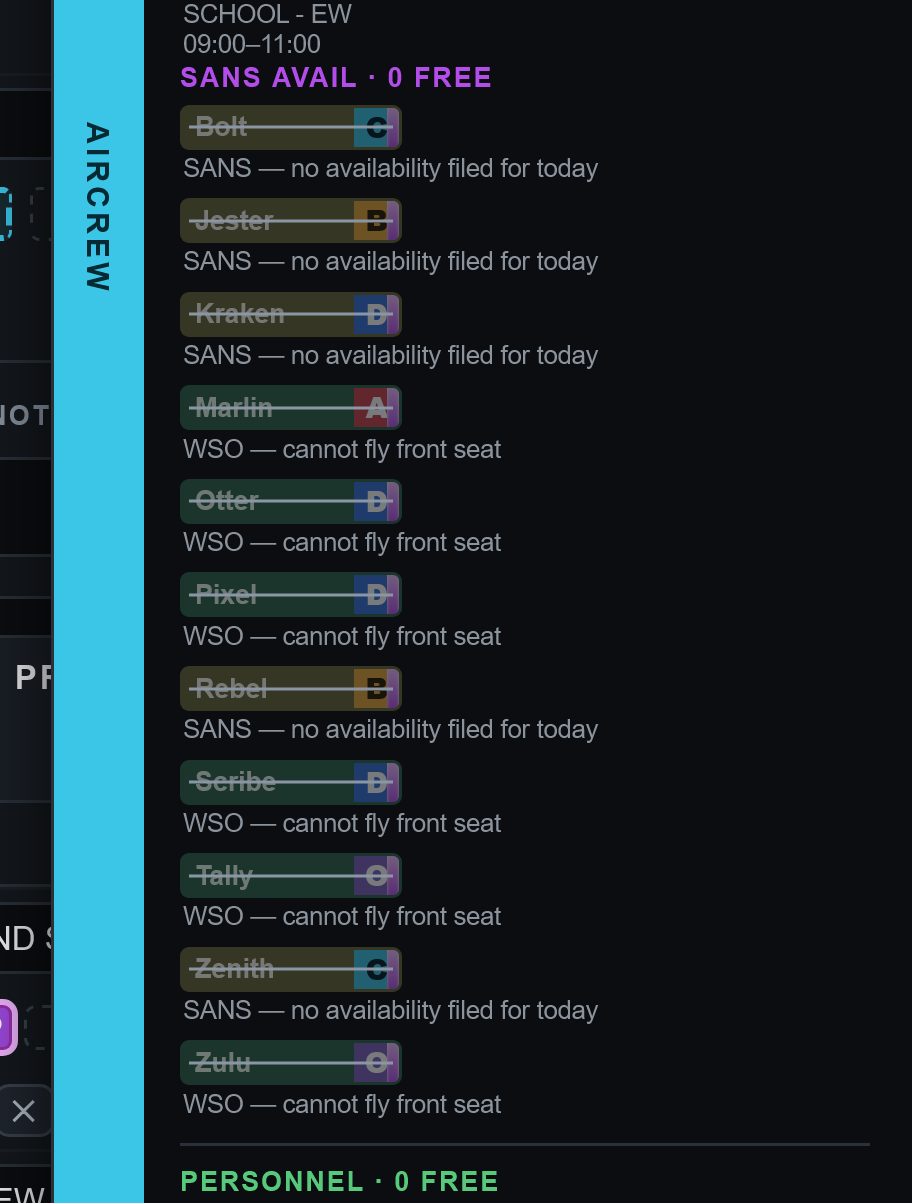 SCHOOL - EW
09:00–11:00
SANS AVAIL · 0 FREE
Bolt C
SANS — no availability filed for today
Jester B
SANS — no availability filed for today
Kraken D
SANS — no availability filed for today
Marlin A
WSO — cannot fly front seat
Otter D
WSO — cannot fly front seat
Pixel D
WSO — cannot fly front seat
Rebel B
SANS — no availability filed for today
Scribe D
WSO — cannot fly front seat
Tally O
WSO — cannot fly front seat
Zenith C
SANS — no availability filed for today
Zulu O
WSO — cannot fly front seat
PERSONNEL · 0 FREE
AIRCREW
NOT
PR
ND S
EW